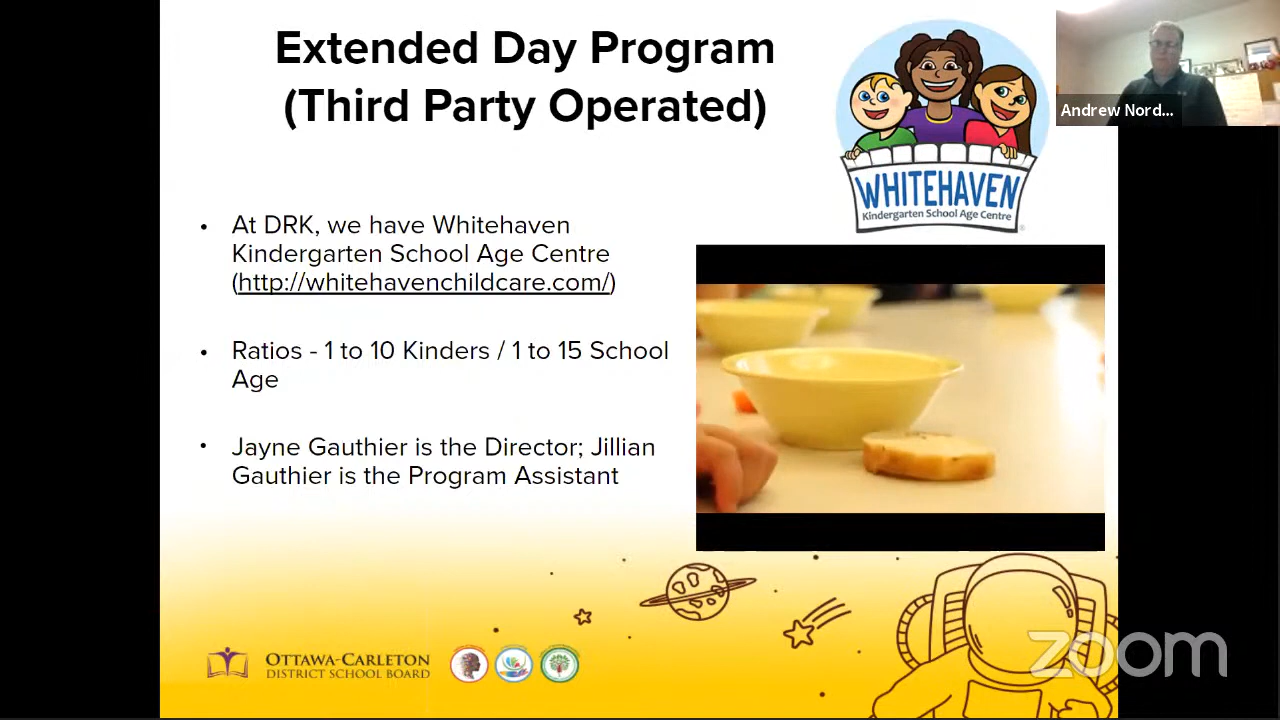 Extended Day Program
(Third Party Operated)
WHITEHAVEN
Kindergarten School Age Centre
Andrew Nord...
• At DRK, we have Whitehaven
Kindergarten School Age Centre
(http://whitehavenchildcare.com/)
• Ratios - 1 to 10 Kinders / 1 to 15 School
Age
• Jayne Gauthier is the Director; Jillian
Gauthier is the Program Assistant
OTTAWA-CARLETON
DISTRICT SCHOOL BOARD
zoom